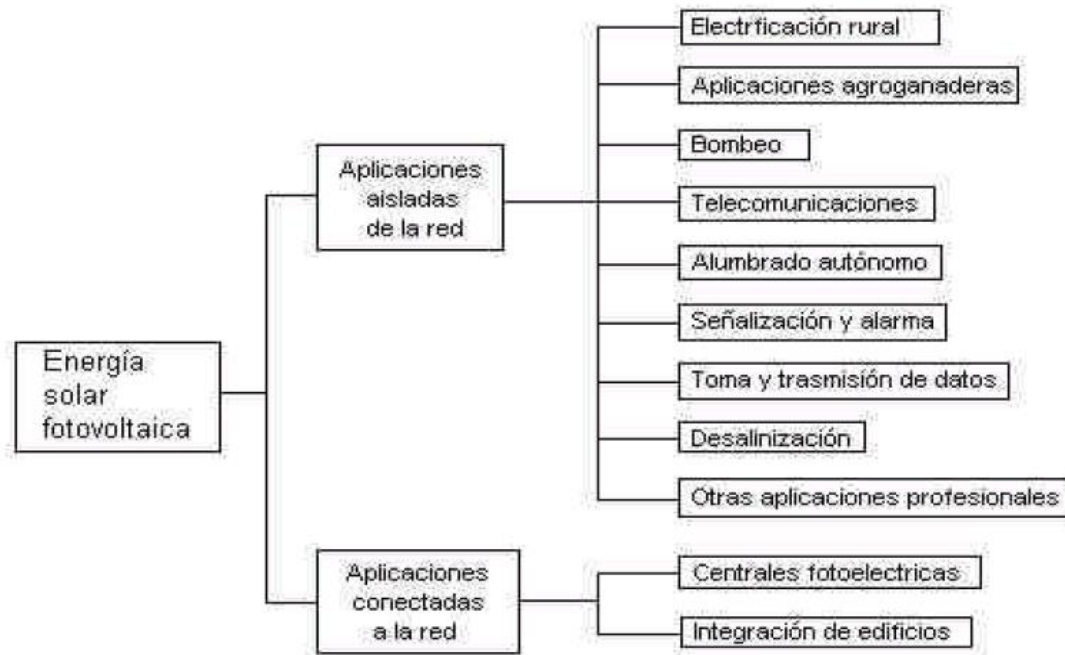 Energía
solar
fotovoltaica
Aplicaciones
aisladas
de la red
Electrficación rural
Aplicaciones agroganaderas
Bombeo
Telecomunicaciones
Alumbrado autónomo
Señalización y alarma
Toma y trasmisión de datos
Desalinización
Otras aplicaciones profesionales
Aplicaciones
conectadas
a la red
Centrales fotoelectricas
Integración de edificios